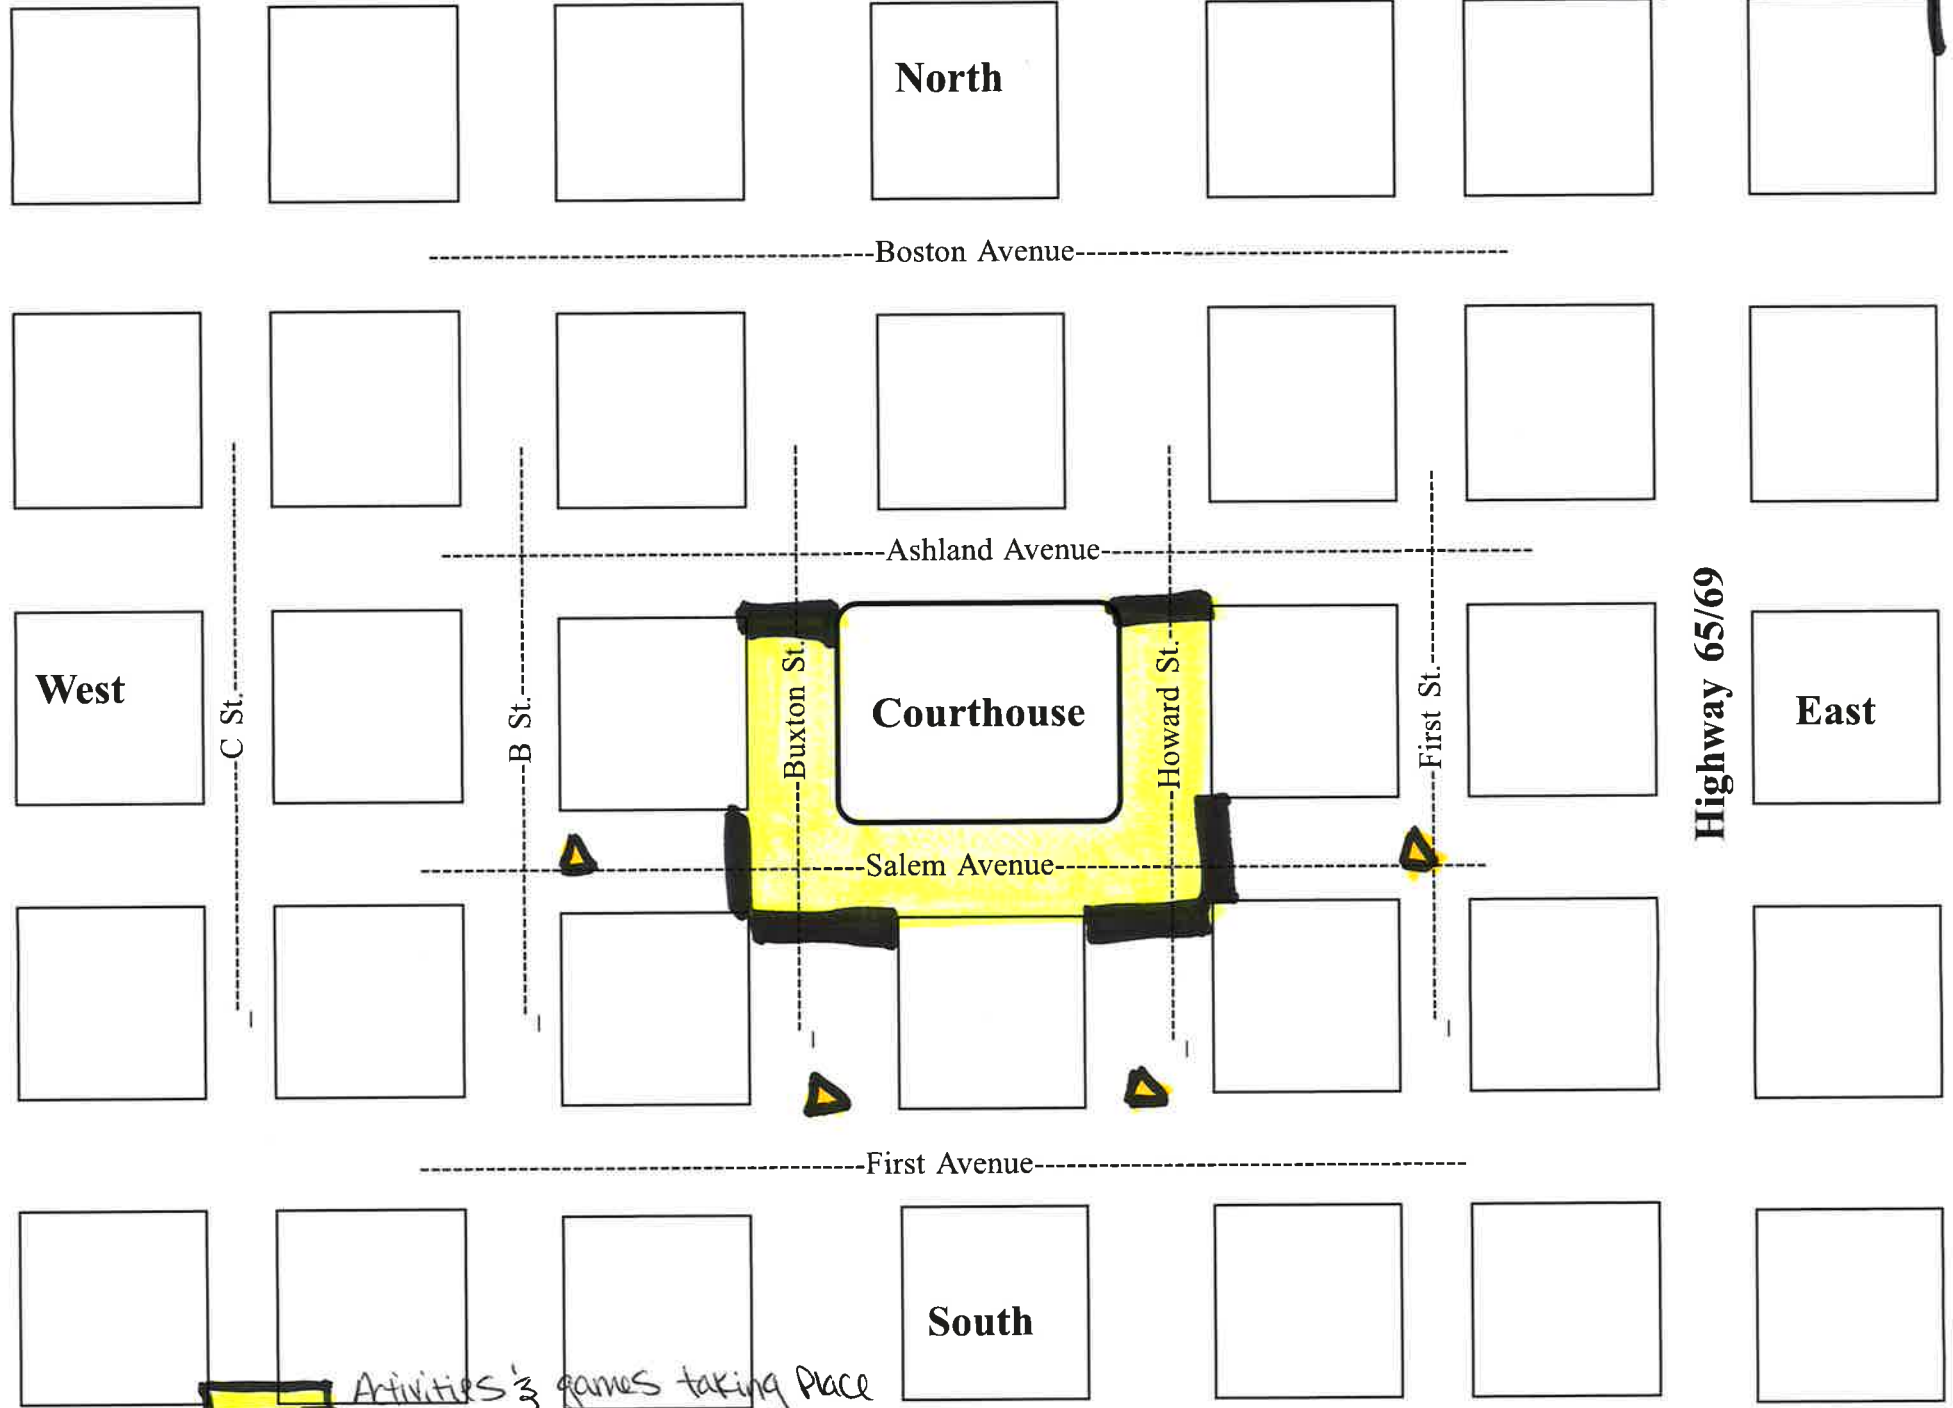 North
Boston Avenue
Ashland Avenue
West
C St.
B St.
Buxton St.
Courthouse
Howard St.
First St.
Highway 65/69
East
Salem Avenue
First Avenue
South
Activities & games taking Place